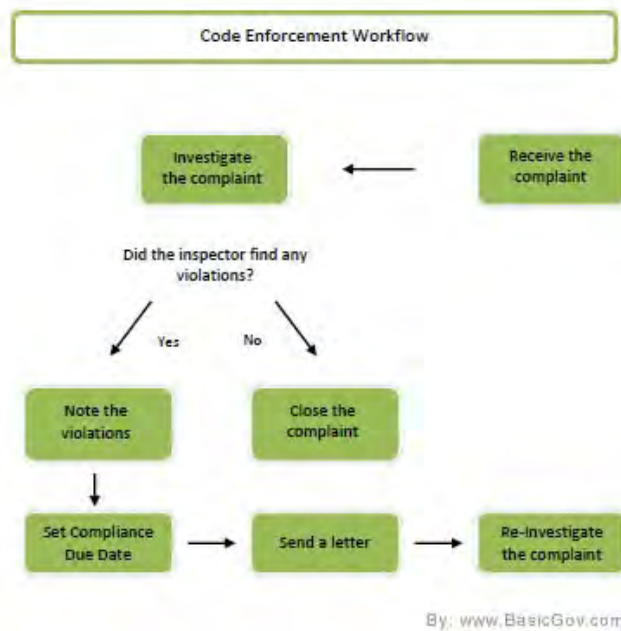 Code Enforcement Workflow
Investigate
the complaint
Receive the
complaint
Did the inspector find any
violations?
Yes
No
Note the
violations
Close the
complaint
Set Compliance
Due Date
Send a letter
Re-Investigate
the complaint
By: www.BasicGov.com